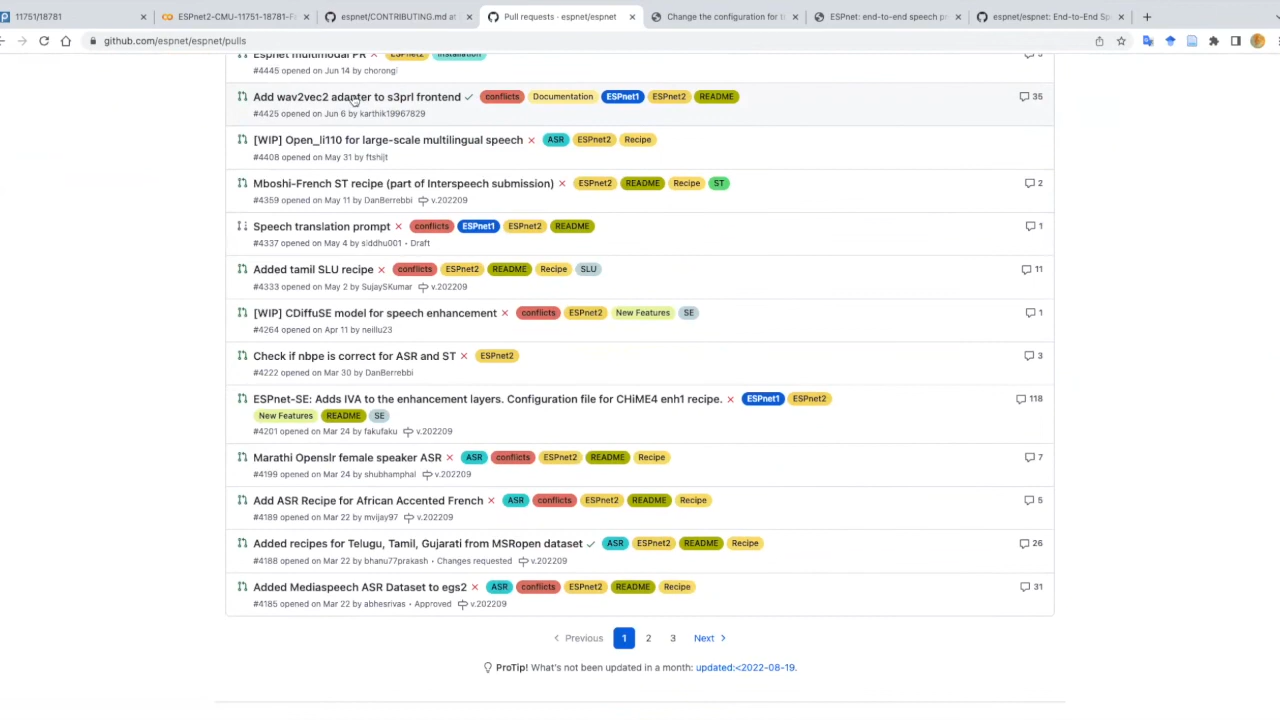 11751/18781
ESPnet2-CMU-11751-18781-Fa
espnet/CONTRIBUTING.md at
Pull requests · espnet/espnet
Change the configuration for t
ESPnet: end-to-end speech pr
espnet/espnet: End-to-End Sp
github.com/espnet/espnet/pulls
Espnet multimodal PR ESPnet2 Installation
#4445 opened on Jun 14 by chorongi
Add wav2vec2 adapter to s3prl frontend conflicts Documentation ESPnet1 ESPnet2 README 35
#4425 opened on Jun 6 by karthik19967829
[WIP] Open_li110 for large-scale multilingual speech ASR ESPnet2 Recipe
#4408 opened on May 31 by ftshijt
Mboshi-French ST recipe (part of Interspeech submission) ESPnet2 README Recipe ST 2
#4359 opened on May 11 by DanBerrebbi v.202209
Speech translation prompt conflicts ESPnet1 ESPnet2 README 1
#4337 opened on May 4 by siddhu001 • Draft
Added tamil SLU recipe conflicts ESPnet2 README Recipe SLU 11
#4333 opened on May 2 by SujaySKumar v.202209
[WIP] CDiffuSE model for speech enhancement conflicts ESPnet2 New Features SE 1
#4264 opened on Apr 11 by neillu23
Check if nbpe is correct for ASR and ST ESPnet2 3
#4222 opened on Mar 30 by DanBerrebbi
ESPnet-SE: Adds IVA to the enhancement layers. Configuration file for CHiME4 enh1 recipe. ESPnet1 ESPnet2 118
New Features README SE
#4201 opened on Mar 24 by fakufaku v.202209
Marathi Openslr female speaker ASR ASR conflicts ESPnet2 README Recipe 7
#4199 opened on Mar 24 by shubhamphal v.202209
Add ASR Recipe for African Accented French ASR conflicts ESPnet2 README Recipe 5
#4189 opened on Mar 22 by mvijay97 v.202209
Added recipes for Telugu, Tamil, Gujarati from MSRopen dataset ASR ESPnet2 README Recipe 26
#4188 opened on Mar 22 by bhanu77prakash • Changes requested v.202209
Added Mediaspeech ASR Dataset to egs2 ASR conflicts ESPnet2 README Recipe 31
#4185 opened on Mar 22 by abhesrivas • Approved v.202209
Previous 1 2 3 Next
ProTip! What's not been updated in a month: updated:<2022-08-19.